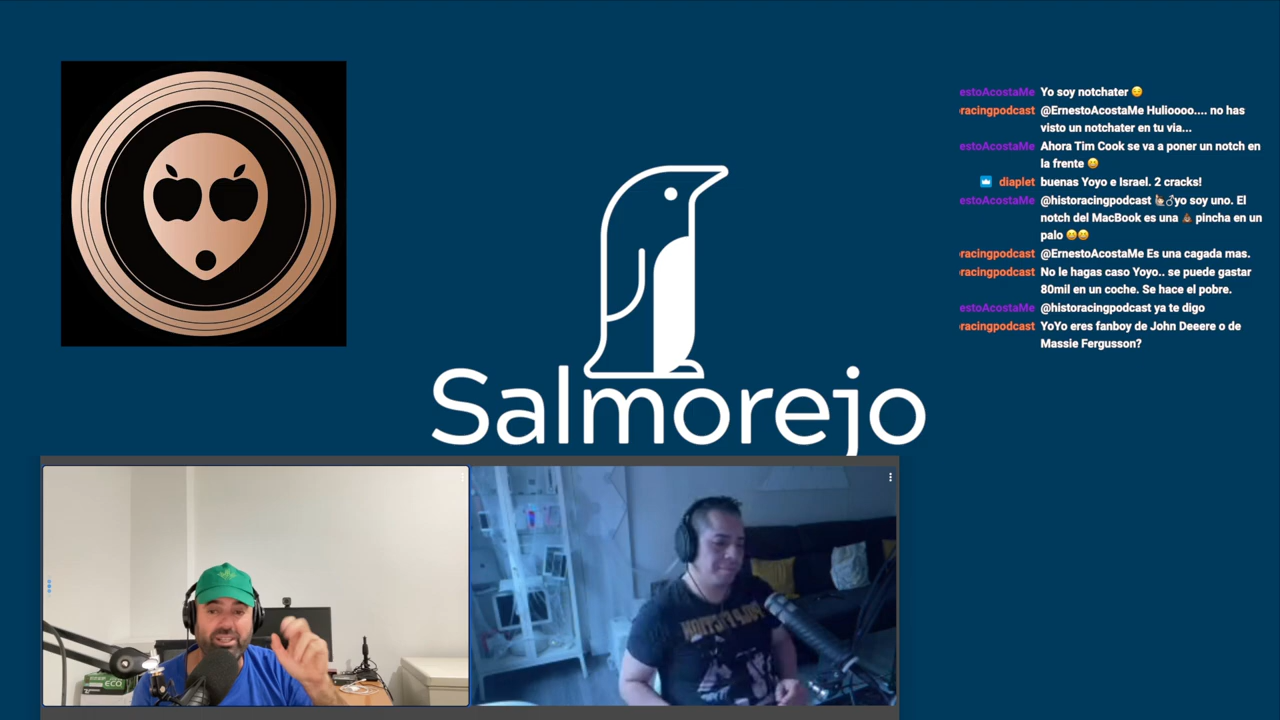 estoAcostaMe Yo soy notchater 😏
racingpodcast @ErnestoAcostaMe Hulioooo.... no has
visto un notchater en tu via...
estoAcostaMe Ahora Tim Cook se va a poner un notch en
la frente 😄
diaplet buenas Yoyo e Israel. 2 cracks!
estoAcostaMe @historacingpodcast 🙋🏻♂yo soy uno. El
notch del MacBook es una 💩 pincha en un
palo 😄😄
racingpodcast @ErnestoAcostaMe Es una cagada mas.
racingpodcast No le hagas caso Yoyo.. se puede gastar
80mil en un coche. Se hace el pobre.
estoAcostaMe @historacingpodcast ya te digo
racingpodcast YoYo eres fanboy de John Deeere o de
Massie Fergusson?
Salmorejo
ECO
PULP FICTION